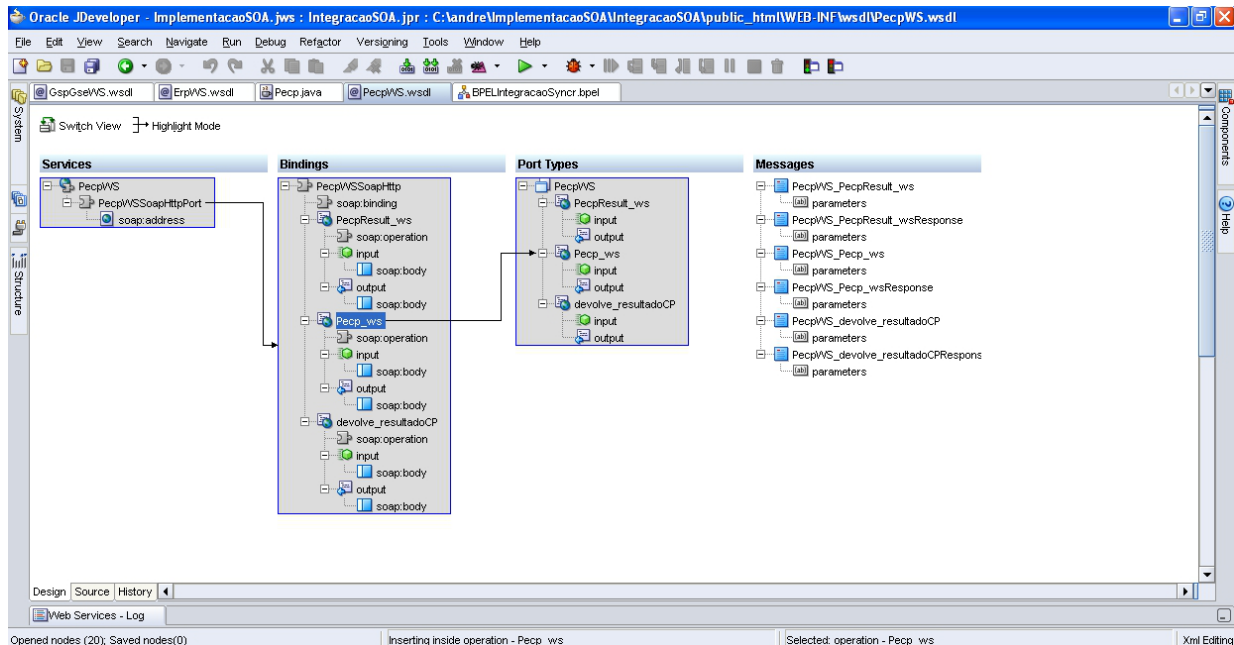 Oracle JDeveloper - ImplementacaoSOA.jws : IntegracaoSOA.jpr : C:\andre\ImplementacaoSOA\IntegracaoSOA\public_html\WEB-INF\wsdl\PecpWS.wsdl
File Edit View Search Navigate Run Debug Refactor Versioning Tools Window Help
GspGseWS.wsdl ErpWS.wsdl Pecp.java PecpWS.wsdl BPELIntegracaoSyncr.bpel
System
Structure
Components
Help
Switch View Highlight Mode
Services
PecpWS
PecpWSSoapHttpPort
soap:address
Bindings
PecpWSSoapHttp
soap:binding
PecpResult_ws
soap:operation
input
soap:body
output
soap:body
Pecp_ws
soap:operation
input
soap:body
output
soap:body
devolve_resultadoCP
soap:operation
input
soap:body
output
soap:body
Port Types
PecpWS
PecpResult_ws
input
output
Pecp_ws
input
output
devolve_resultadoCP
input
output
Messages
PecpWS_PecpResult_ws
parameters
PecpWS_PecpResult_wsResponse
parameters
PecpWS_Pecp_ws
parameters
PecpWS_Pecp_wsResponse
parameters
PecpWS_devolve_resultadoCP
parameters
PecpWS_devolve_resultadoCPRespons
parameters
Design Source History
Web Services - Log
Opened nodes (20); Saved nodes(0) Inserting inside operation - Pecp_ws Selected: operation - Pecp_ws Xml Editing